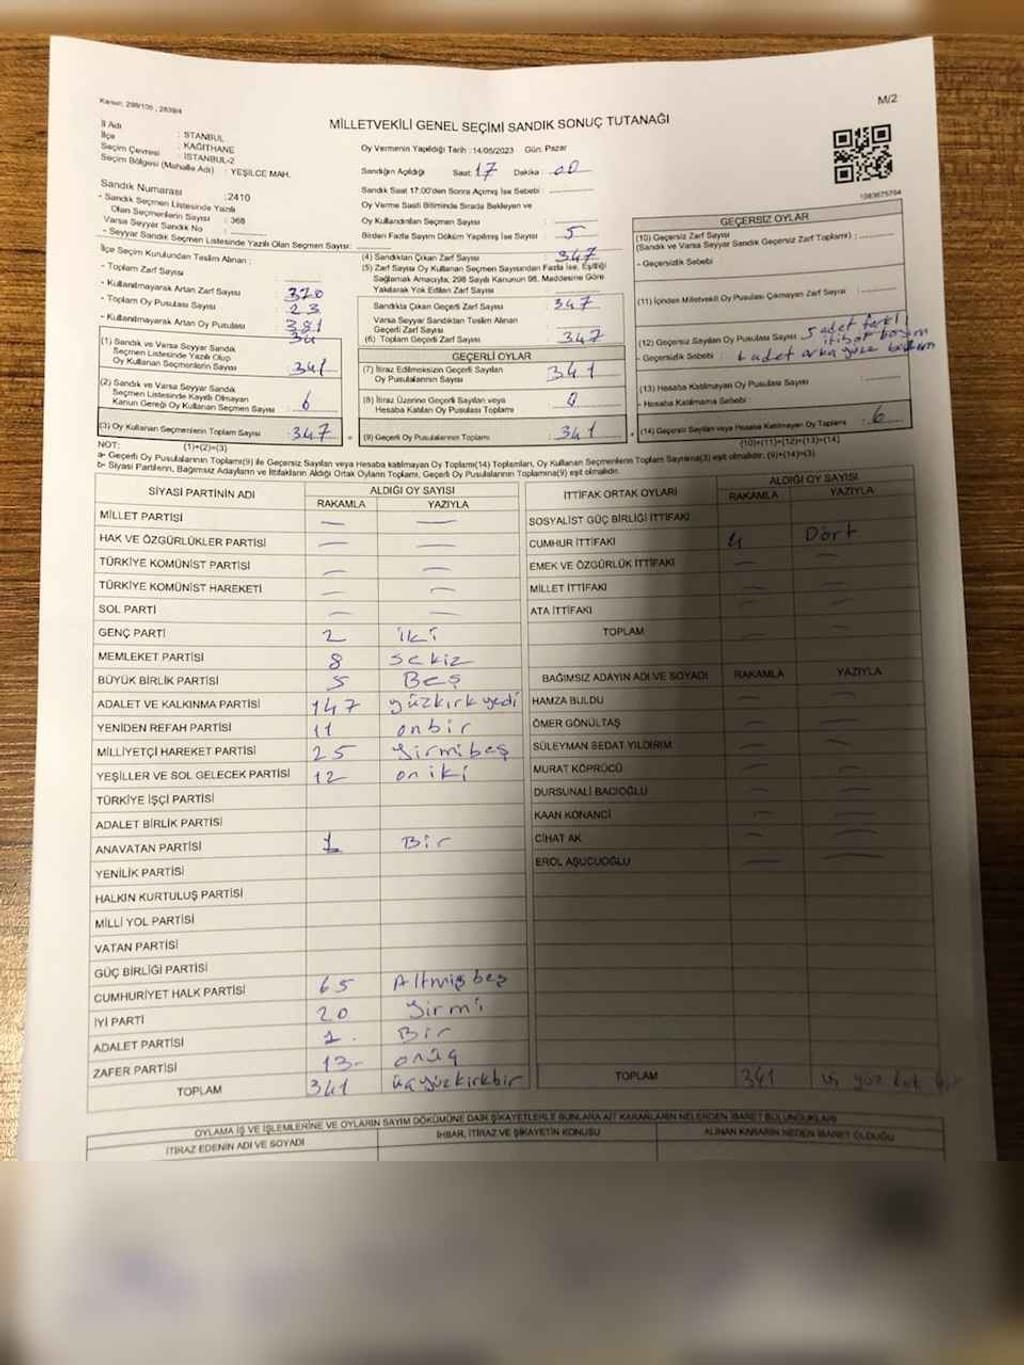 Kanun: 298/105 , 2839/4
M/2
MİLLETVEKİLİ GENEL SEÇİMİ SANDIK SONUÇ TUTANAĞI
İl Adı : STANBUL
İlçe : KAĞITHANE
Seçim Çevresi : İSTANBUL-2
Seçim Bölgesi (Mahalle Adı) : YEŞİLCE MAH.
Oy Vermenin Yapıldığı Tarih : 14/05/2023 Gün: Pazar
Sandığın Açıldığı Saat: 17 Dakika : 00
Sandık Saat 17:00'den Sonra Açımış İse Sebebi :
Oy Verme Saati Bitiminde Sırada Bekleyen ve
Oy Kullandırılan Seçmen Sayısı :
Birden Fazla Sayım Döküm Yapılmış İse Sayısı : 5
Sandık Numarası : 2410
- Sandık Seçmen Listesinde Yazılı
Olan Seçmenlerin Sayısı : 368
Varsa Seyyar Sandık No :
- Seyyar Sandık Seçmen Listesinde Yazılı Olan Seçmen Sayısı:
İlçe Seçim Kurulundan Teslim Alınan :
- Toplam Zarf Sayısı : 370
- Kullanılmayarak Artan Zarf Sayısı : 23
- Toplam Oy Pusulası Sayısı : 381
- Kullanılmayarak Artan Oy Pusulası : 34
(1) Sandık ve Varsa Seyyar Sandık
Seçmen Listesinde Yazılı Olup
Oy Kullanan Seçmenlerin Sayısı : 341
(2) Sandık ve Varsa Seyyar Sandık
Seçmen Listesinde Kayıtlı Olmayan
Kanun Gereği Oy Kullanan Seçmen Sayısı : 6
(3) Oy Kullanan Seçmenlerin Toplam Sayısı : 347
(1)+(2)=(3)
(4) Sandıktan Çıkan Zarf Sayısı : 347
(5) Zarf Sayısı Oy Kullanan Seçmen Sayısından Fazla İse, Eşitliği
Sağlamak Amacıyla, 298 Sayılı Kanunun 98. Maddesine Göre
Yakılarak Yok Edilen Zarf Sayısı :
Sandıkta Çıkan Geçerli Zarf Sayısı : 347
Varsa Seyyar Sandıktan Teslim Alınan
Geçerli Zarf Sayısı :
(6) Toplam Geçerli Zarf Sayısı : 347
GEÇERLİ OYLAR
(7) İtiraz Edilmeksizin Geçerli Sayılan
Oy Pusulalarının Sayısı : 341
(8) İtiraz Üzerine Geçerli Sayılan veya
Hesaba Katılan Oy Pusulası Toplamı : 0
(9) Geçerli Oy Pusulalarının Toplamı : 341
GEÇERSİZ OYLAR
(10) Geçersiz Zarf Sayısı
(Sandık ve Varsa Seyyar Sandık Geçersiz Zarf Toplamı) :
- Geçersizlik Sebebi :
(11) İçinden Milletvekili Oy Pusulası Çıkmayan Zarf Sayısı :
(12) Geçersiz Sayılan Oy Pusulası Sayısı : 5 adet farklı
itibat basım
- Geçersizlik Sebebi : 1 adet arka yüze basım
(13) Hesaba Katılmayan Oy Pusulası Sayısı :
- Hesaba Katılmama Sebebi :
(14) Geçersiz Sayılan veya Hesaba Katılmayan Oy Toplamı : 6
(10)+(11)+(12)+(13)=(14)
NOT:
a- Geçerli Oy Pusulalarının Toplamı(9) ile Geçersiz Sayılan veya Hesaba katılmayan Oy Toplamı(14) Toplamları, Oy Kullanan Seçmenlerin Toplam Sayısına(3) eşit olmalıdır. (9)+(14)=(3)
b- Siyasi Partilerin, Bağımsız Adayların ve İttifakların Aldığı Ortak Oyların Toplamı, Geçerli Oy Pusulalarının Toplamına(9) eşit olmalıdır.
SİYASİ PARTİNİN ADI ALDIĞI OY SAYISI
RAKAMLA YAZIYLA
MİLLET PARTİSİ — —
HAK VE ÖZGÜRLÜKLER PARTİSİ — —
TÜRKİYE KOMÜNİST PARTİSİ — —
TÜRKİYE KOMÜNİST HAREKETİ — —
SOL PARTİ — —
GENÇ PARTİ 2 iki
MEMLEKET PARTİSİ 8 sekiz
BÜYÜK BİRLİK PARTİSİ 5 Beş
ADALET VE KALKINMA PARTİSİ 147 yüzkırkyedi
YENİDEN REFAH PARTİSİ 11 onbir
MİLLİYETÇİ HAREKET PARTİSİ 25 yirmibeş
YEŞİLLER VE SOL GELECEK PARTİSİ 12 oniki
TÜRKİYE İŞÇİ PARTİSİ
ADALET BİRLİK PARTİSİ
ANAVATAN PARTİSİ 1 Bir
YENİLİK PARTİSİ
HALKIN KURTULUŞ PARTİSİ
MİLLİ YOL PARTİSİ
VATAN PARTİSİ
GÜÇ BİRLİĞİ PARTİSİ
CUMHURİYET HALK PARTİSİ 65 Altmışbeş
İYİ PARTİ 20 yirmi
ADALET PARTİSİ 1. Bir
ZAFER PARTİSİ 13- onüç
TOPLAM 341 üçyüzkırkbir
İTTİFAK ORTAK OYLARI ALDIĞI OY SAYISI
RAKAMLA YAZIYLA
SOSYALİST GÜÇ BİRLİĞİ İTTİFAKI
CUMHUR İTTİFAKI 4 Dört
EMEK VE ÖZGÜRLÜK İTTİFAKI —
MİLLET İTTİFAKI — —
ATA İTTİFAKI — —
TOPLAM — —
BAĞIMSIZ ADAYIN ADI VE SOYADI RAKAMLA YAZIYLA
HAMZA BULDU — —
ÖMER GÖNÜLTAŞ — —
SÜLEYMAN SEDAT YILDIRIM — —
MURAT KÖPRÜCÜ — —
DURSUNALİ BACIOĞLU — —
KAAN KONANCI — —
CİHAT AK — —
EROL AŞUCUOĞLU — —
TOPLAM 341 üç yüz kırk bir
OYLAMA İŞ VE İŞLEMLERİNE VE OYLARIN SAYIM DÖKÜMÜNE DAİR ŞİKAYETLERLE BUNLARA AİT KARARLARIN NELERDEN İBARET BULUNDUKLARI
İTİRAZ EDENİN ADI VE SOYADI İHBAR, İTİRAZ VE ŞİKAYETİN KONUSU ALINAN KARARIN NEDEN İBARET OLDUĞU